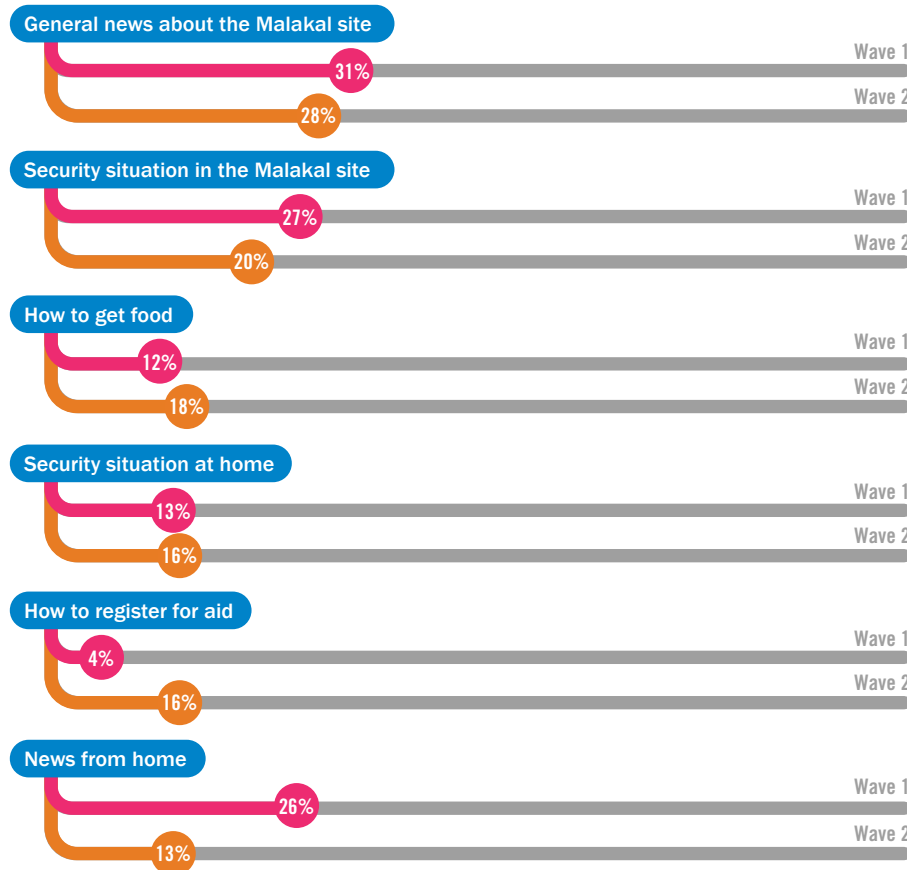 General news about the Malakal site
Wave 1
31%
Wave 2
28%
Security situation in the Malakal site
Wave 1
27%
Wave 2
20%
How to get food
Wave 1
12%
Wave 2
18%
Security situation at home
Wave 1
13%
Wave 2
16%
How to register for aid
Wave 1
4%
Wave 2
16%
News from home
Wave 1
26%
Wave 2
13%